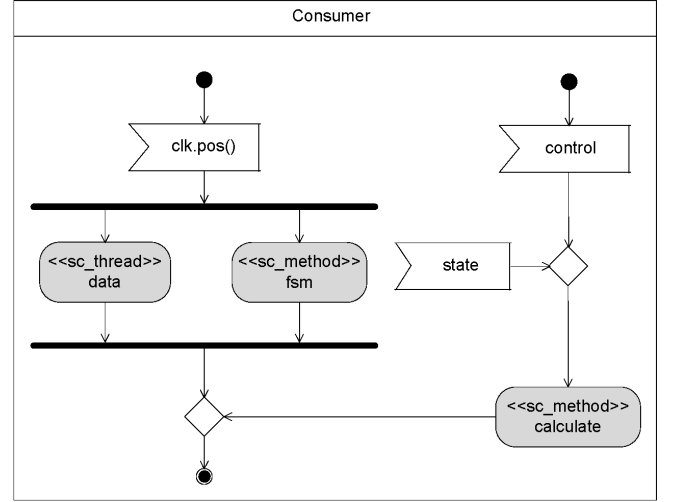 Consumer
clk.pos()
control
<<sc_thread>>
data
<<sc_method>>
fsm
state
<<sc_method>>
calculate